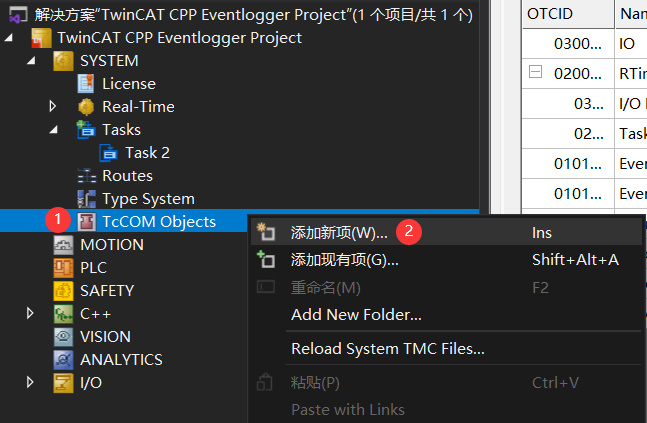 解决方案“TwinCAT CPP Eventlogger Project”(1 个项目/共 1 个)
TwinCAT CPP Eventlogger Project
SYSTEM
License
Real-Time
Tasks
Task 2
Routes
Type System
1 TcCOM Objects
MOTION
PLC
SAFETY
C++
VISION
ANALYTICS
I/O
添加新项(W)... 2 Ins
添加现有项(G)... Shift+Alt+A
重命名(M) F2
Add New Folder...
Reload System TMC Files...
粘贴(P) Ctrl+V
Paste with Links
OTCID Nam
0300... IO
0200... RTim
03... I/O
02... Task
0101... Even
0101... Even